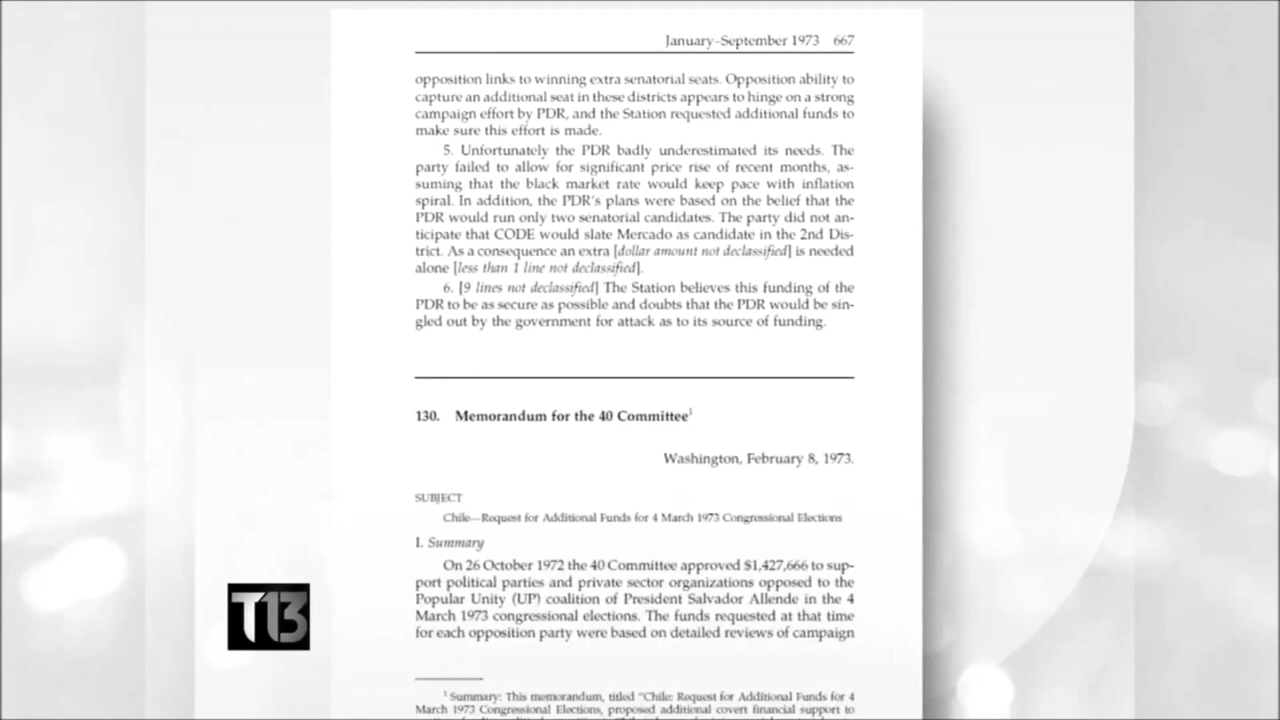 January–September 1973 667
opposition links to winning extra senatorial seats. Opposition ability to
capture an additional seat in these districts appears to hinge on a strong
campaign effort by PDR, and the Station requested additional funds to
make sure this effort is made.
5. Unfortunately the PDR badly underestimated its needs. The
party failed to allow for significant price rise of recent months, as-
suming that the black market rate would keep pace with inflation
spiral. In addition, the PDR's plans were based on the belief that the
PDR would run only two senatorial candidates. The party did not an-
ticipate that CODE would slate Mercado as candidate in the 2nd Dis-
trict. As a consequence an extra [dollar amount not declassified] is needed
alone [less than 1 line not declassified].
6. [9 lines not declassified] The Station believes this funding of the
PDR to be as secure as possible and doubts that the PDR would be sin-
gled out by the government for attack as to its source of funding.
130. Memorandum for the 40 Committee1
Washington, February 8, 1973.
SUBJECT
Chile—Request for Additional Funds for 4 March 1973 Congressional Elections
I. Summary
On 26 October 1972 the 40 Committee approved $1,427,666 to sup-
port political parties and private sector organizations opposed to the
Popular Unity (UP) coalition of President Salvador Allende in the 4
March 1973 congressional elections. The funds requested at that time
for each opposition party were based on detailed reviews of campaign
T13
1 Summary: This memorandum, titled "Chile: Request for Additional Funds for 4
March 1973 Congressional Elections, proposed additional covert financial support to